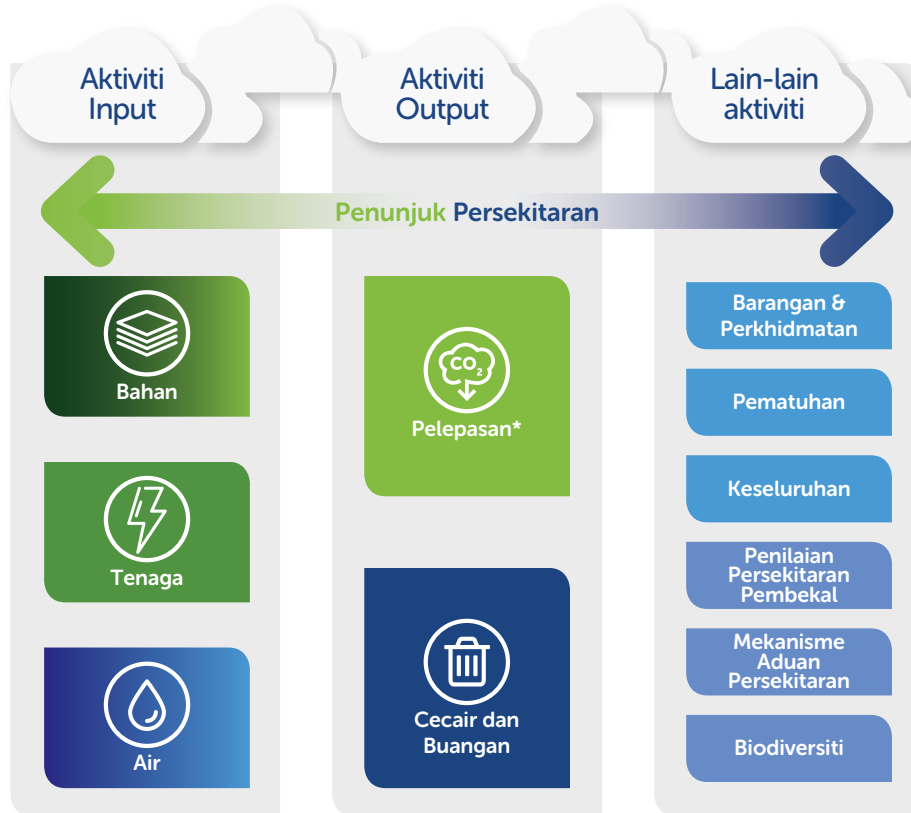 Aktiviti
Input
Aktiviti
Output
Lain-lain
aktiviti
Penunjuk Persekitaran
Bahan
Tenaga
Air
CO₂
Pelepasan*
Cecair dan
Buangan
Barangan &
Perkhidmatan
Pematuhan
Keseluruhan
Penilaian
Persekitaran
Pembekal
Mekanisme
Aduan
Persekitaran
Biodiversiti